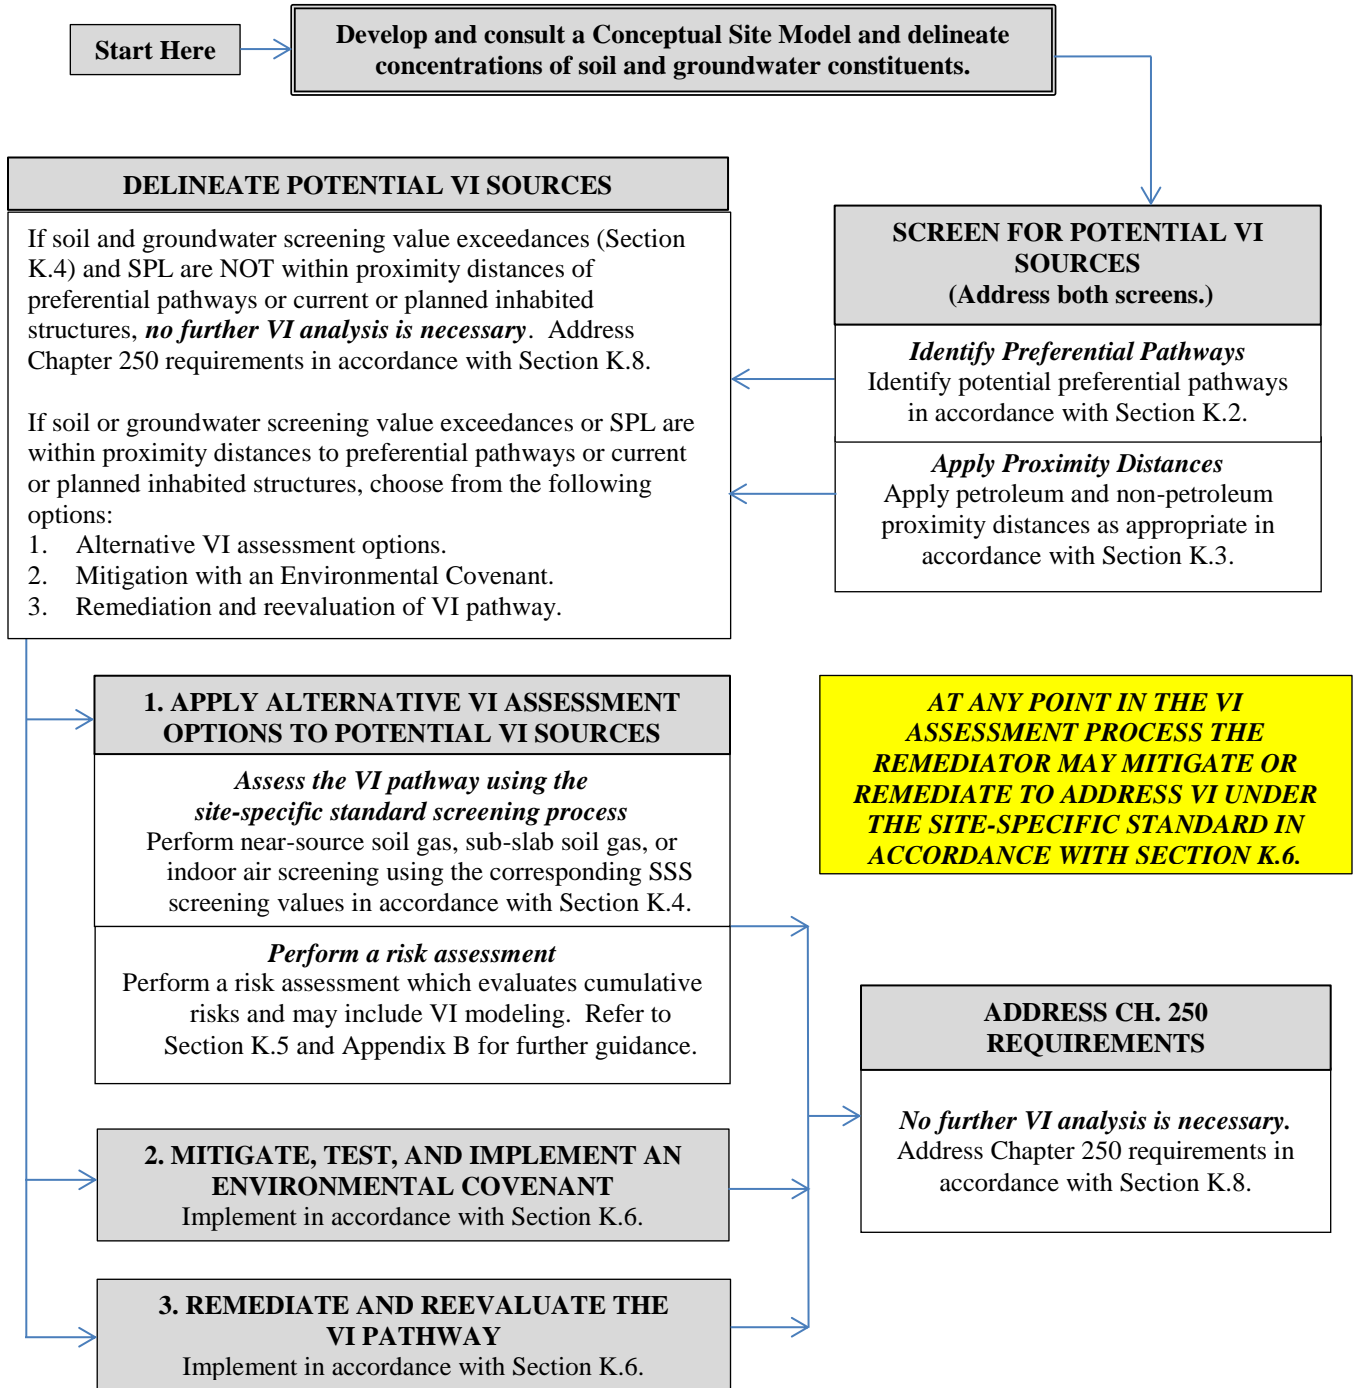 Start Here
Develop and consult a Conceptual Site Model and delineate
concentrations of soil and groundwater constituents.
SCREEN FOR POTENTIAL VI
SOURCES
(Address both screens.)
Identify Preferential Pathways
Identify potential preferential pathways
in accordance with Section K.2.
Apply Proximity Distances
Apply petroleum and non-petroleum
proximity distances as appropriate in
accordance with Section K.3.
DELINEATE POTENTIAL VI SOURCES
If soil and groundwater screening value exceedances (Section
K.4) and SPL are NOT within proximity distances of
preferential pathways or current or planned inhabited
structures, no further VI analysis is necessary.  Address
Chapter 250 requirements in accordance with Section K.8.
If soil or groundwater screening value exceedances or SPL are
within proximity distances to preferential pathways or current
or planned inhabited structures, choose from the following
options:
1. Alternative VI assessment options.
2. Mitigation with an Environmental Covenant.
3. Remediation and reevaluation of VI pathway.
1. APPLY ALTERNATIVE VI ASSESSMENT
OPTIONS TO POTENTIAL VI SOURCES
Assess the VI pathway using the
site-specific standard screening process
Perform near-source soil gas, sub-slab soil gas, or
indoor air screening using the corresponding SSS
screening values in accordance with Section K.4.
Perform a risk assessment
Perform a risk assessment which evaluates cumulative
risks and may include VI modeling.  Refer to
Section K.5 and Appendix B for further guidance.
AT ANY POINT IN THE VI
ASSESSMENT PROCESS THE
REMEDIATOR MAY MITIGATE OR
REMEDIATE TO ADDRESS VI UNDER
THE SITE-SPECIFIC STANDARD IN
ACCORDANCE WITH SECTION K.6.
2. MITIGATE, TEST, AND IMPLEMENT AN
ENVIRONMENTAL COVENANT
Implement in accordance with Section K.6.
3. REMEDIATE AND REEVALUATE THE
VI PATHWAY
Implement in accordance with Section K.6.
ADDRESS CH. 250
REQUIREMENTS
No further VI analysis is necessary.
Address Chapter 250 requirements in
accordance with Section K.8.